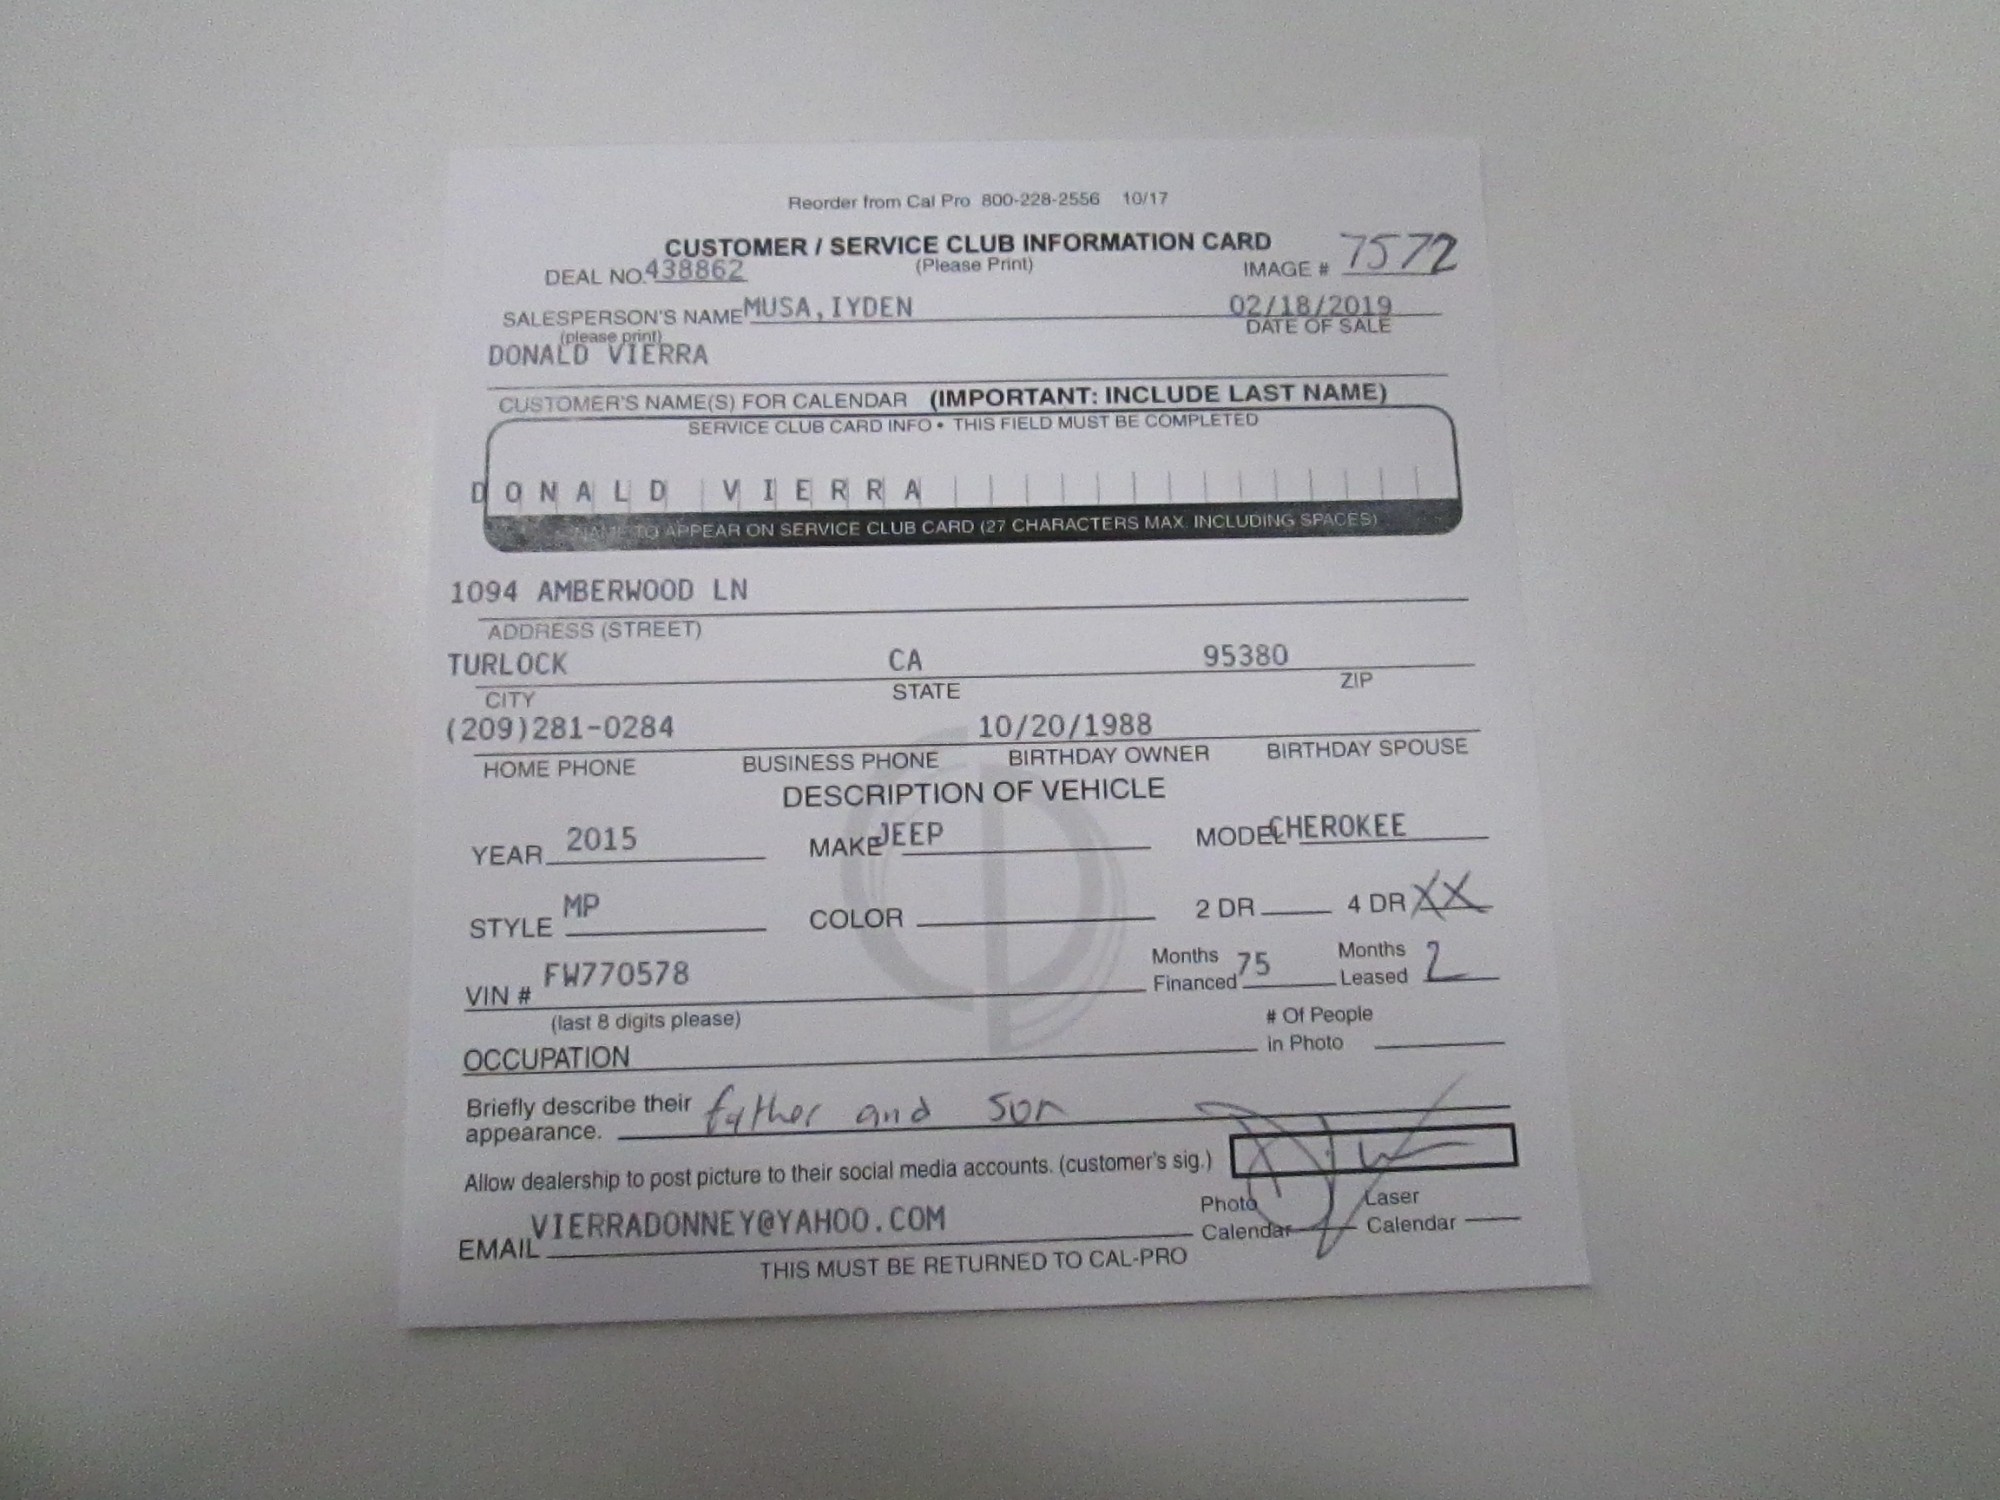 Reorder from Cal Pro 800-228-2556 10/17
CUSTOMER / SERVICE CLUB INFORMATION CARD
DEAL NO. 438862 (Please Print) IMAGE # 7572
SALESPERSON'S NAME MUSA, IYDEN 02/18/2019
(please print) DATE OF SALE
DONALD VIERRA
CUSTOMER'S NAME(S) FOR CALENDAR (IMPORTANT: INCLUDE LAST NAME)
SERVICE CLUB CARD INFO • THIS FIELD MUST BE COMPLETED
DONALD VIERRA
NAME TO APPEAR ON SERVICE CLUB CARD (27 CHARACTERS MAX. INCLUDING SPACES)
1094 AMBERWOOD LN
ADDRESS (STREET)
TURLOCK CA 95380
CITY STATE ZIP
(209)281-0284 10/20/1988
HOME PHONE BUSINESS PHONE BIRTHDAY OWNER BIRTHDAY SPOUSE
DESCRIPTION OF VEHICLE
YEAR 2015 MAKE JEEP MODEL CHEROKEE
STYLE MP COLOR 2 DR 4 DR XX
VIN # FW770578 Months Financed 75 Months Leased 2
(last 8 digits please)
OCCUPATION # Of People in Photo
Briefly describe their appearance. father and son
Allow dealership to post picture to their social media accounts. (customer's sig.) X
EMAIL VIERRADONNEY@YAHOO.COM Photo Calendar Laser Calendar
THIS MUST BE RETURNED TO CAL-PRO